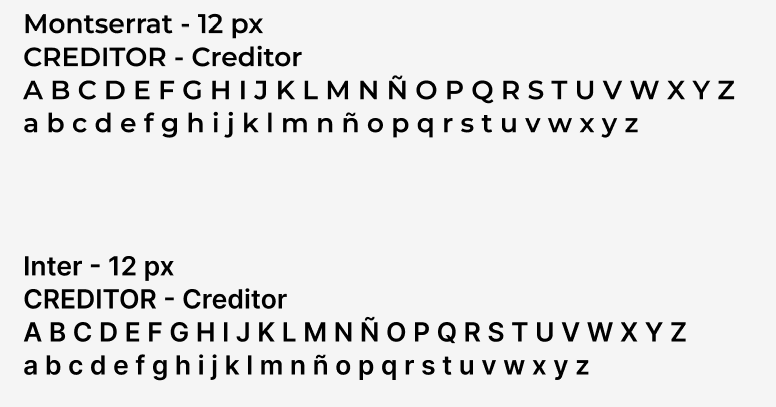 Montserrat - 12 px
CREDITOR - Creditor
A B C D E F G H I J K L M N Ñ O P Q R S T U V W X Y Z
a b c d e f g h i j k l m n ñ o p q r s t u v w x y z
Inter - 12 px
CREDITOR - Creditor
A B C D E F G H I J K L M N Ñ O P Q R S T U V W X Y Z
a b c d e f g h i j k l m n ñ o p q r s t u v w x y z